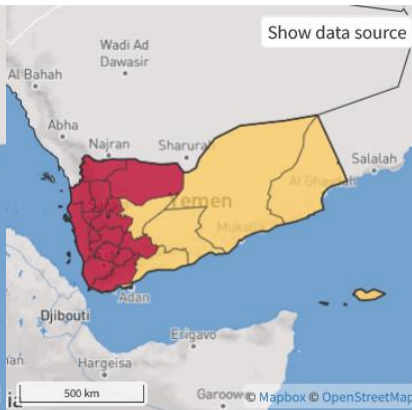 Show data source
Wadi Ad
Dawasir
Al Bahah
Abha
Najran
Sharurah
Salalah
Al Ghaydah
Yemen
Mukalla
Adan
Djibouti
Erigavo
Hargeisa
Garoow
500 km
© Mapbox © OpenStreetMap